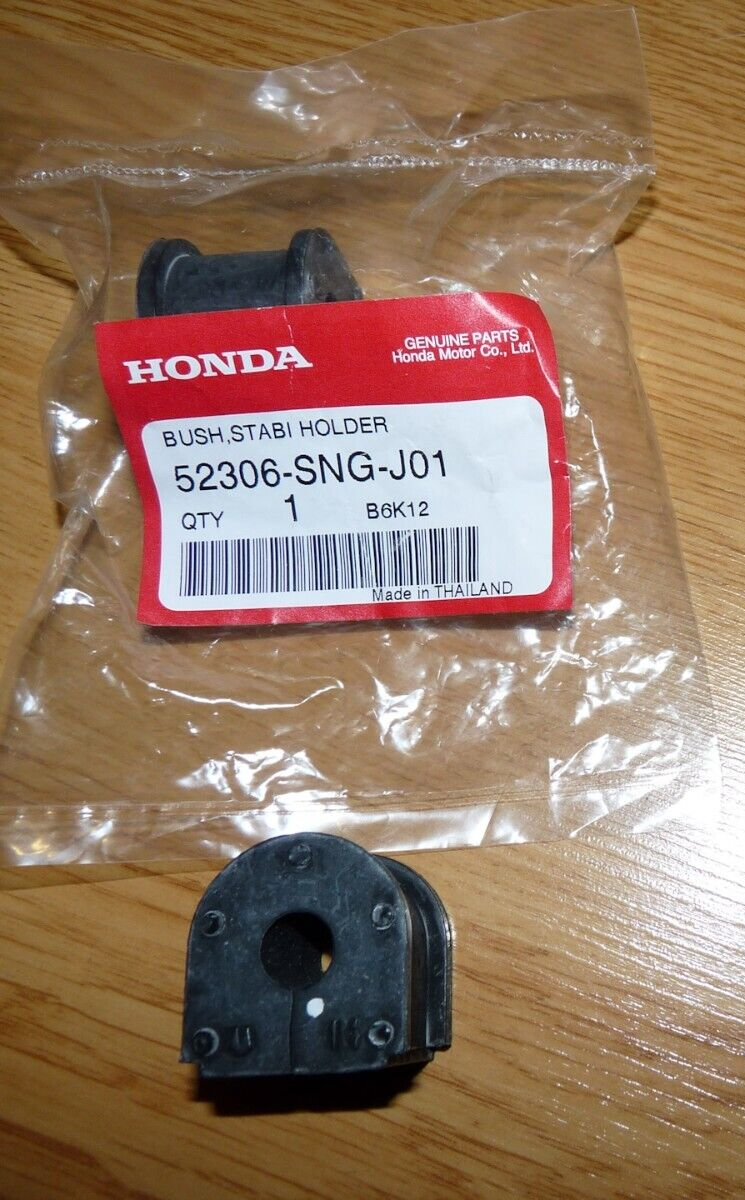 HONDA
GENUINE PARTS
Honda Motor Co., Ltd.
BUSH,STABI HOLDER
52306-SNG-J01
QTY 1 B6K12
Made in THAILAND